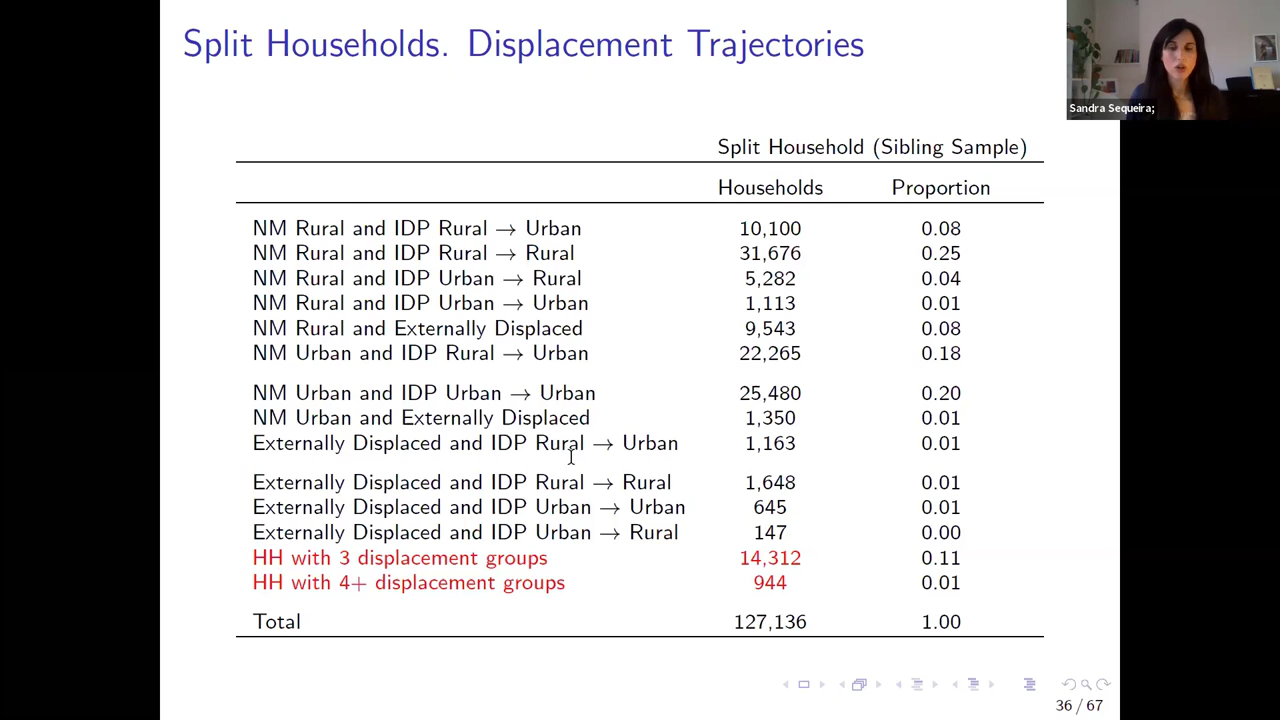 Split Households. Displacement Trajectories
Sandra Sequeira;
Split Household (Sibling Sample)
Households Proportion
NM Rural and IDP Rural → Urban 10,100 0.08
NM Rural and IDP Rural → Rural 31,676 0.25
NM Rural and IDP Urban → Rural 5,282 0.04
NM Rural and IDP Urban → Urban 1,113 0.01
NM Rural and Externally Displaced 9,543 0.08
NM Urban and IDP Rural → Urban 22,265 0.18
NM Urban and IDP Urban → Urban 25,480 0.20
NM Urban and Externally Displaced 1,350 0.01
Externally Displaced and IDP Rural → Urban 1,163 0.01
Externally Displaced and IDP Rural → Rural 1,648 0.01
Externally Displaced and IDP Urban → Urban 645 0.01
Externally Displaced and IDP Urban → Rural 147 0.00
HH with 3 displacement groups 14,312 0.11
HH with 4+ displacement groups 944 0.01
Total 127,136 1.00
36 / 67